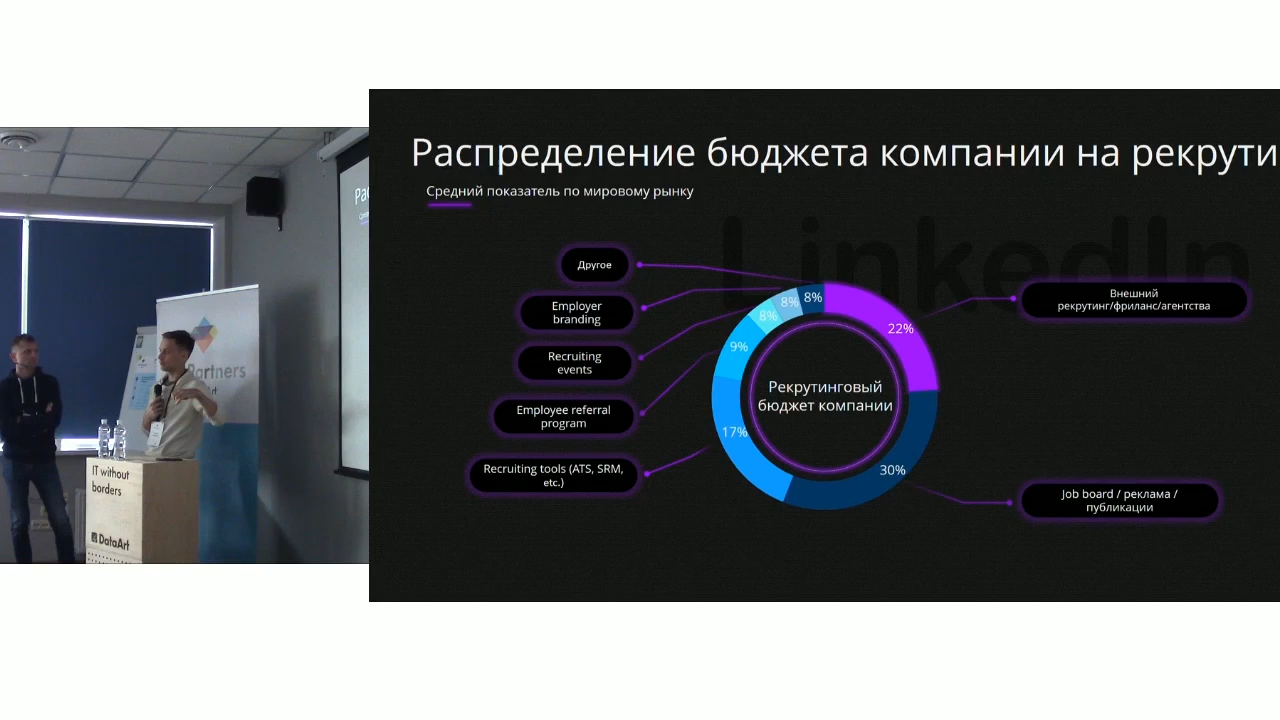 Распределение бюджета компании на рекрути
Средний показатель по мировому рынку
LinkedIn
Другое
Employer
branding
Recruiting
events
Employee referral
program
Recruiting tools (ATS, SRM,
etc.)
8%
8%
8%
9%
17%
22%
30%
Рекрутинговый
бюджет компании
Внешний
рекрутинг/фриланс/агентства
Job board / реклама /
публикации
Partners
IT without
borders
DataArt